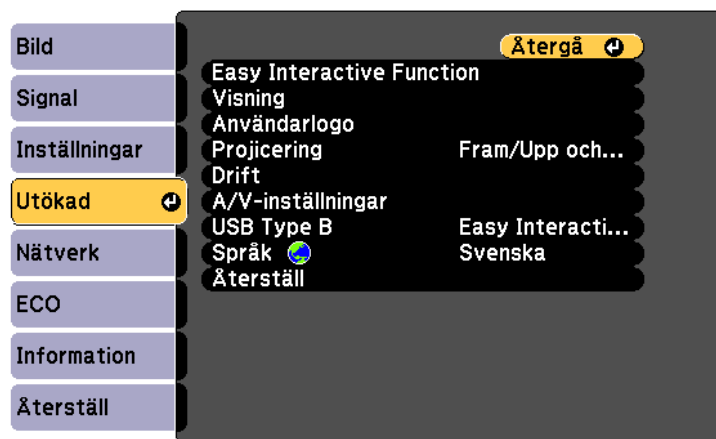 Bild
Signal
Inställningar
Utökad
Nätverk
ECO
Information
Återställ
Återgå
Easy Interactive Function
Visning
Användarlogo
Projicering Fram/Upp och...
Drift
A/V-inställningar
USB Type B Easy Interacti...
Språk Svenska
Återställ